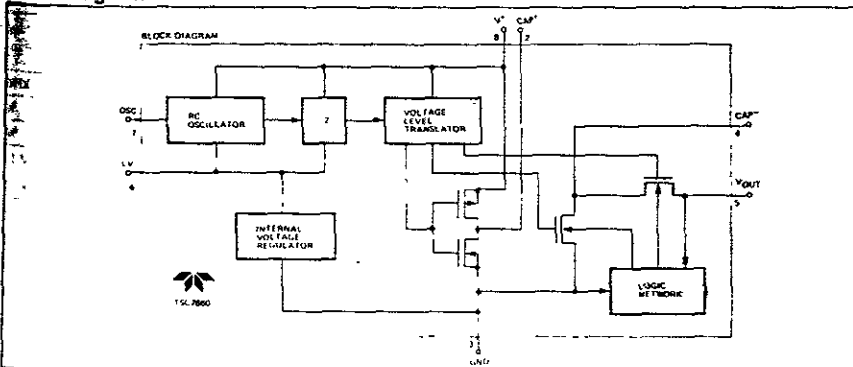 BLOCK DIAGRAM
V+
8
CAP+
2
OSC
7
RC
OSCILLATOR
2
VOLTAGE
LEVEL
TRANSLATOR
CAP-
4
LV
VOUT
5
INTERNAL
VOLTAGE
REGULATOR
LOGIC
NETWORK
TSC7660
3
GND